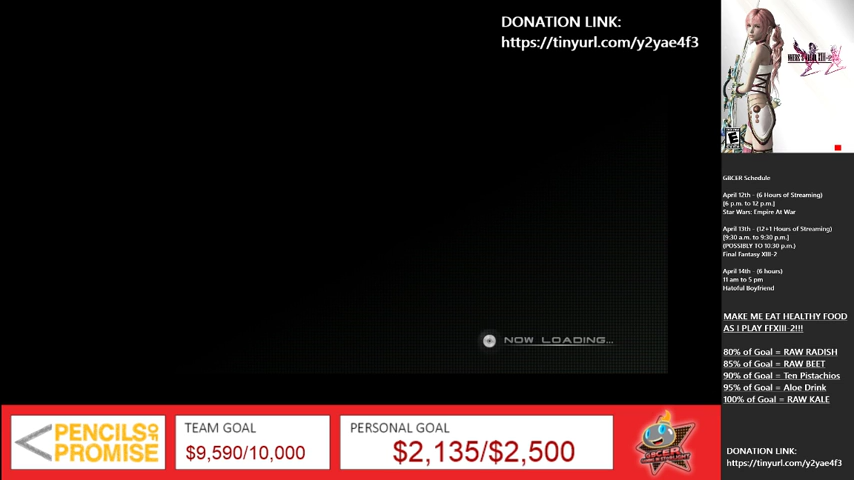 DONATION LINK:
https://tinyurl.com/y2yae4f3
NOW LOADING...
GIICER Schedule
April 12th - (6 Hours of Streaming)
[6 p.m. to 12 p.m.]
Star Wars: Empire At War
April 13th - (12+1 Hours of Streaming)
[9:30 a.m. to 9:30 p.m.]
(POSSIBLY TO 10:30 p.m.)
Final Fantasy XIII-2
April 14th - (6 hours)
11 am to 5 pm
Hatoful Boyfriend
MAKE ME EAT HEALTHY FOOD
AS I PLAY FFXIII-2!!!
80% of Goal = RAW RADISH
85% of Goal = RAW BEET
90% of Goal = Ten Pistachios
95% of Goal = Aloe Drink
100% of Goal = RAW KALE
DONATION LINK:
https://tinyurl.com/y2yae4f3
PENCILS OF
PROMISE
TEAM GOAL
$9,590/10,000
PERSONAL GOAL
$2,135/$2,500